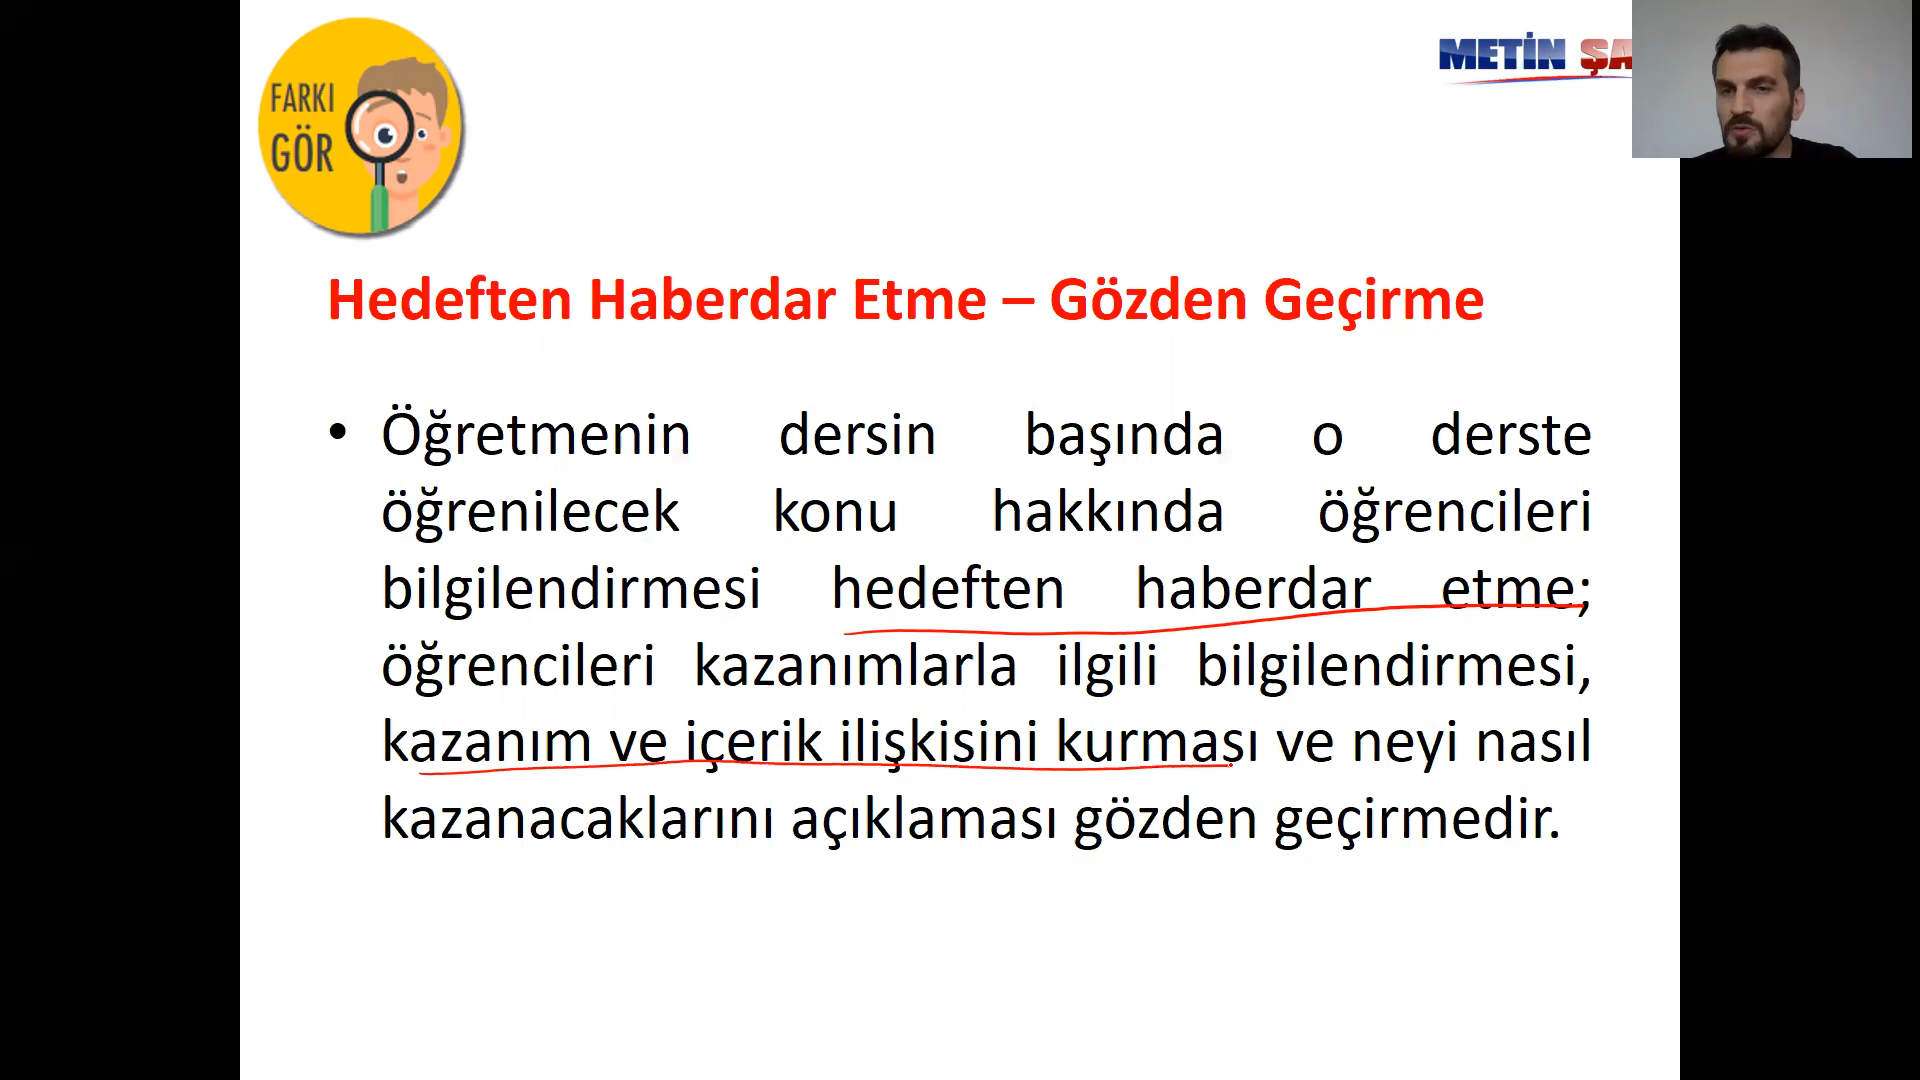 FARKI
GÖR
METİN ŞA
Hedeften Haberdar Etme – Gözden Geçirme
• Öğretmenin dersin başında o derste
öğrenilecek konu hakkında öğrencileri
bilgilendirmesi hedeften haberdar etme;
öğrencileri kazanımlarla ilgili bilgilendirmesi,
kazanım ve içerik ilişkisini kurması ve neyi nasıl
kazanacaklarını açıklaması gözden geçirmedir.